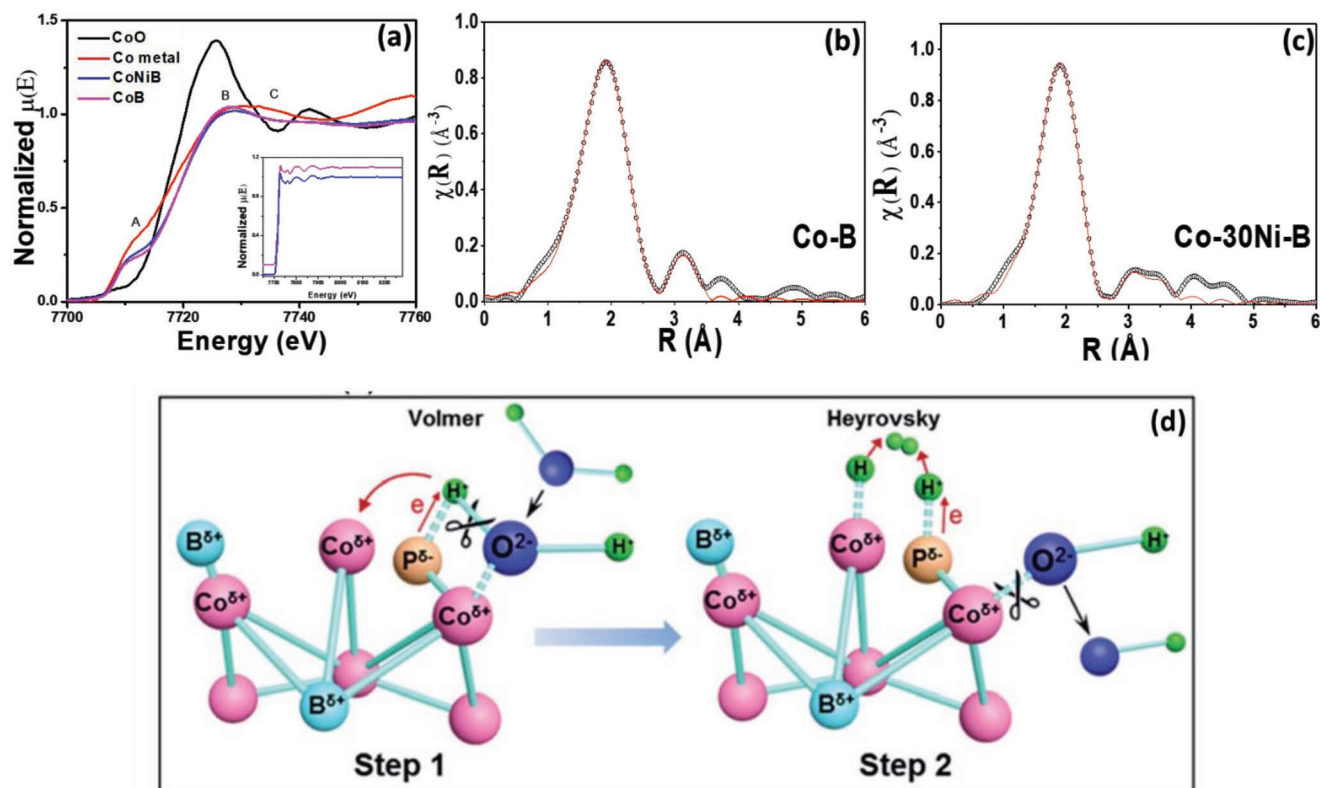 (a)
1.5
1.0
0.5
0.0
Normalized μ(E)
CoO
Co metal
CoNiB
CoB
A
B
C
7700
7720
7740
7760
Energy (eV)
Normalized μ(E)
Energy (eV)
(b)
1.0
0.8
0.6
0.4
0.2
0.0
χ(R) (Å⁻³)
Co-B
0 1 2 3 4 5 6
R (Å)
(c)
1.0
0.8
0.6
0.4
0.2
0.0
χ(R) (Å⁻³)
Co-30Ni-B
0 1 2 3 4 5 6
R (Å)
(d)
Volmer
H•
e
Bδ+
Coδ+
Pδ-
O2-
H•
Coδ+
Coδ+
Bδ+
Step 1
Heyrovsky
H
H•
e
Bδ+
Coδ+
Pδ-
O2-
H•
Coδ+
Coδ+
Bδ+
Step 2